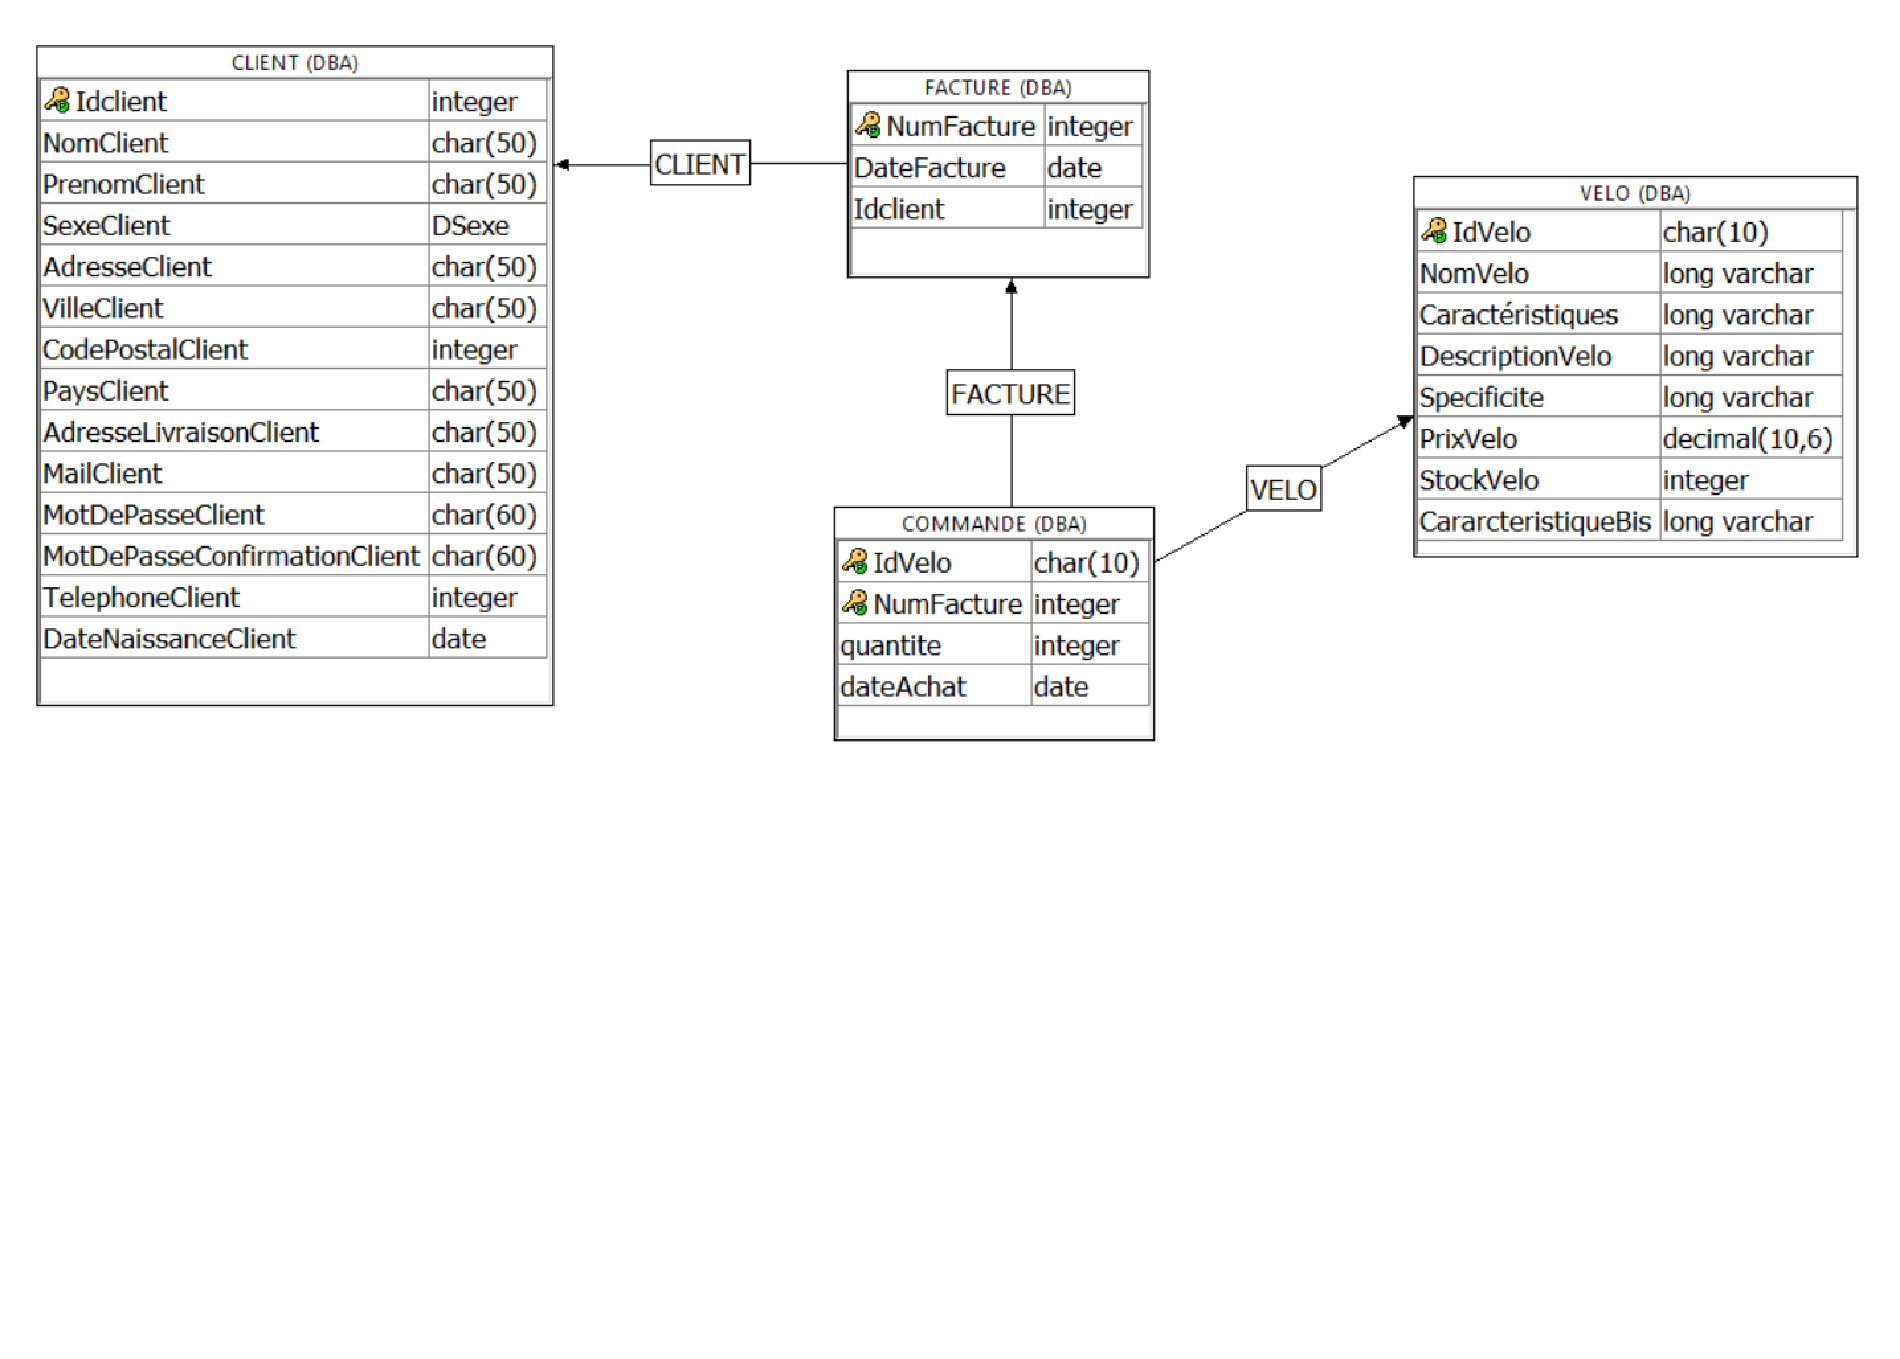 CLIENT (DBA)
Idclient integer
NomClient char(50)
PrenomClient char(50)
SexeClient DSexe
AdresseClient char(50)
VilleClient char(50)
CodePostalClient integer
PaysClient char(50)
AdresseLivraisonClient char(50)
MailClient char(50)
MotDePasseClient char(60)
MotDePasseConfirmationClient char(60)
TelephoneClient integer
DateNaissanceClient date
CLIENT
FACTURE (DBA)
NumFacture integer
DateFacture date
Idclient integer
FACTURE
COMMANDE (DBA)
IdVelo char(10)
NumFacture integer
quantite integer
dateAchat date
VELO
VELO (DBA)
IdVelo char(10)
NomVelo long varchar
Caractéristiques long varchar
DescriptionVelo long varchar
Specificite long varchar
PrixVelo decimal(10,6)
StockVelo integer
CararcteristiqueBis long varchar